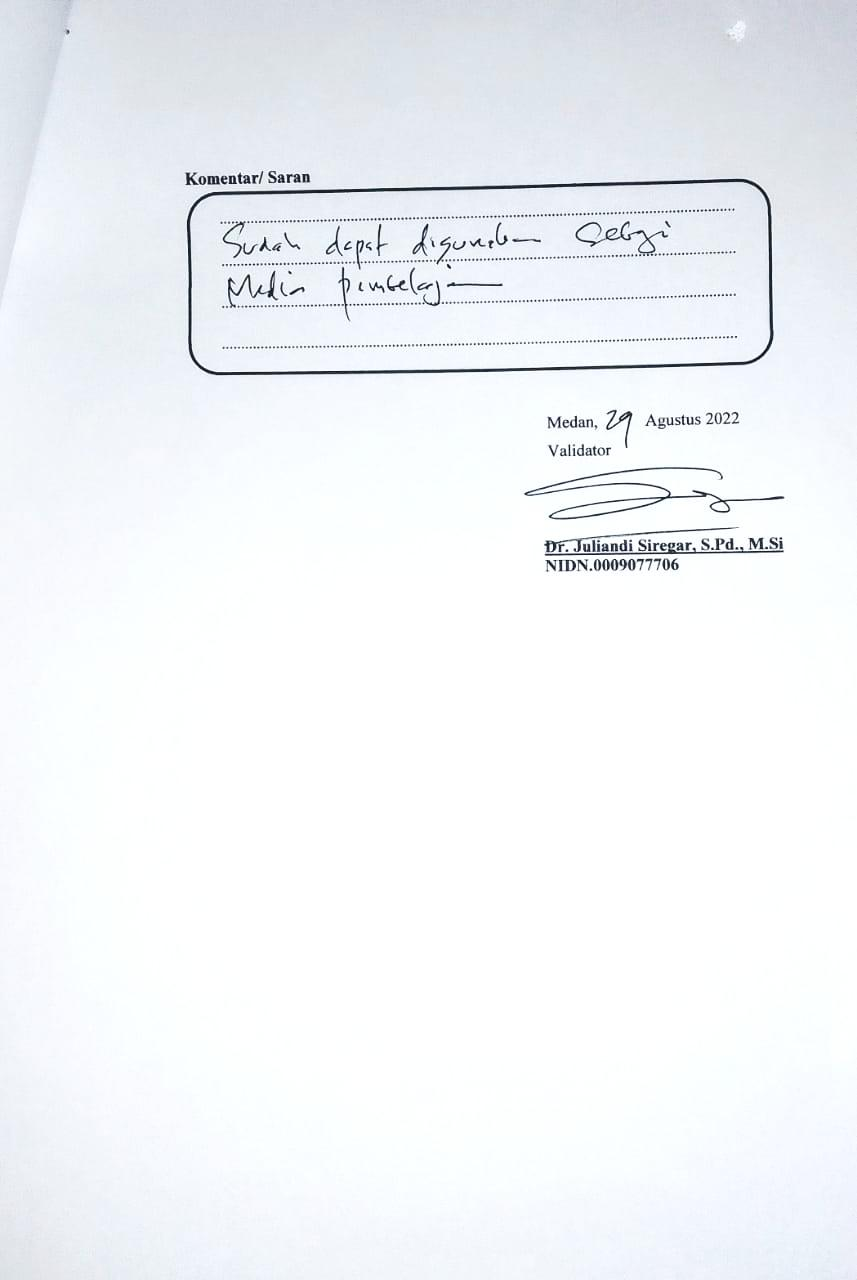 Komentar/ Saran
Sudah dapat digunakan sebagai
Media pembelajaran
Medan, 29 Agustus 2022
Validator
Dr. Juliandi Siregar, S.Pd., M.Si
NIDN.0009077706